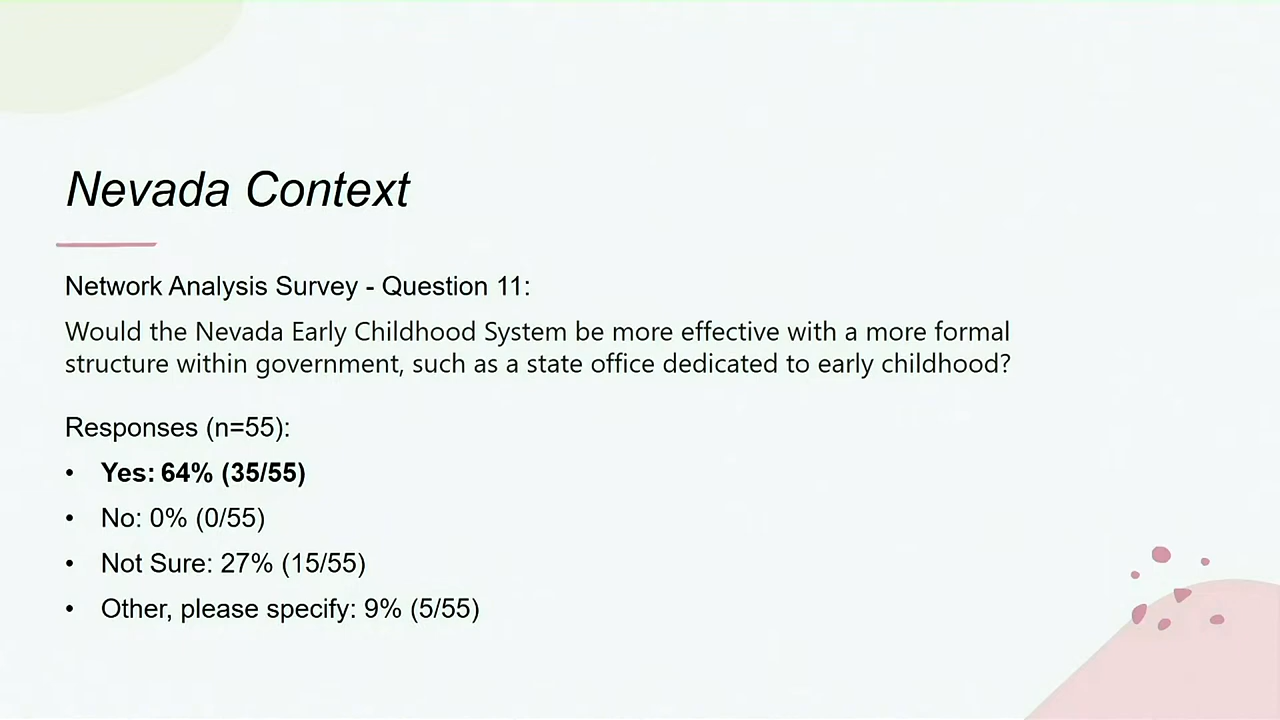 Nevada Context
Network Analysis Survey - Question 11:
Would the Nevada Early Childhood System be more effective with a more formal
structure within government, such as a state office dedicated to early childhood?
Responses (n=55):
• Yes: 64% (35/55)
• No: 0% (0/55)
• Not Sure: 27% (15/55)
• Other, please specify: 9% (5/55)